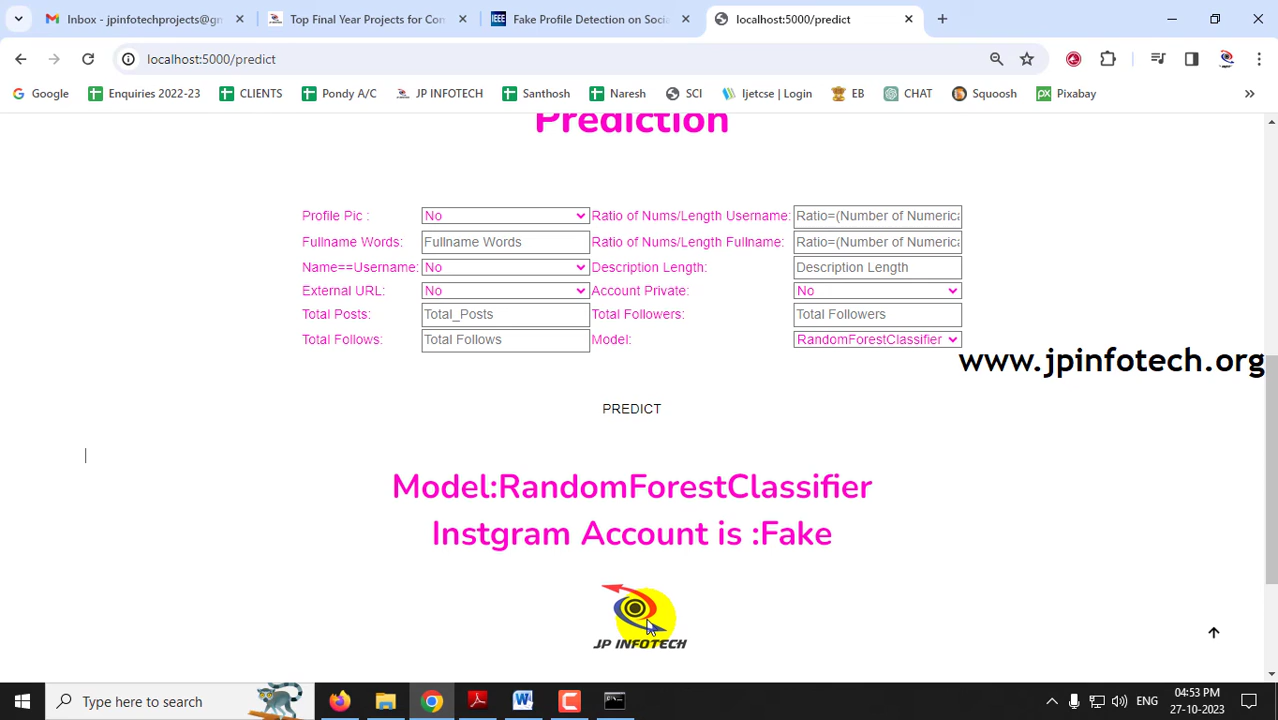 Inbox - jpinfotechprojects@gm
Top Final Year Projects for Con
IEEE
Fake Profile Detection on Socia
localhost:5000/predict
localhost:5000/predict
Google
Enquiries 2022-23
CLIENTS
Pondy A/C
JP INFOTECH
Santhosh
Naresh
SCI
Ijetcse | Login
EB
CHAT
Squoosh
px
Pixabay
Prediction
Profile Pic :
No
Ratio of Nums/Length Username:
Ratio=(Number of Numerica
Fullname Words:
Fullname Words
Ratio of Nums/Length Fullname:
Ratio=(Number of Numerica
Name==Username:
No
Description Length:
Description Length
External URL:
No
Account Private:
No
Total Posts:
Total_Posts
Total Followers:
Total Followers
Total Follows:
Total Follows
Model:
RandomForestClassifier
www.jpinfotech.org
PREDICT
Model:RandomForestClassifier
Instgram Account is :Fake
JP INFOTECH
Type here to search
ENG
04:53 PM
27-10-2023